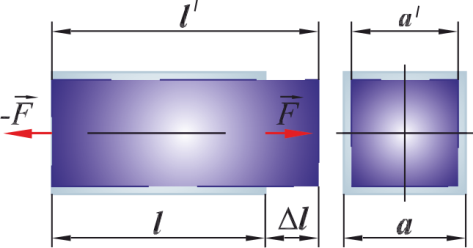 l′ a′
-F⃗ F⃗
l Δl a